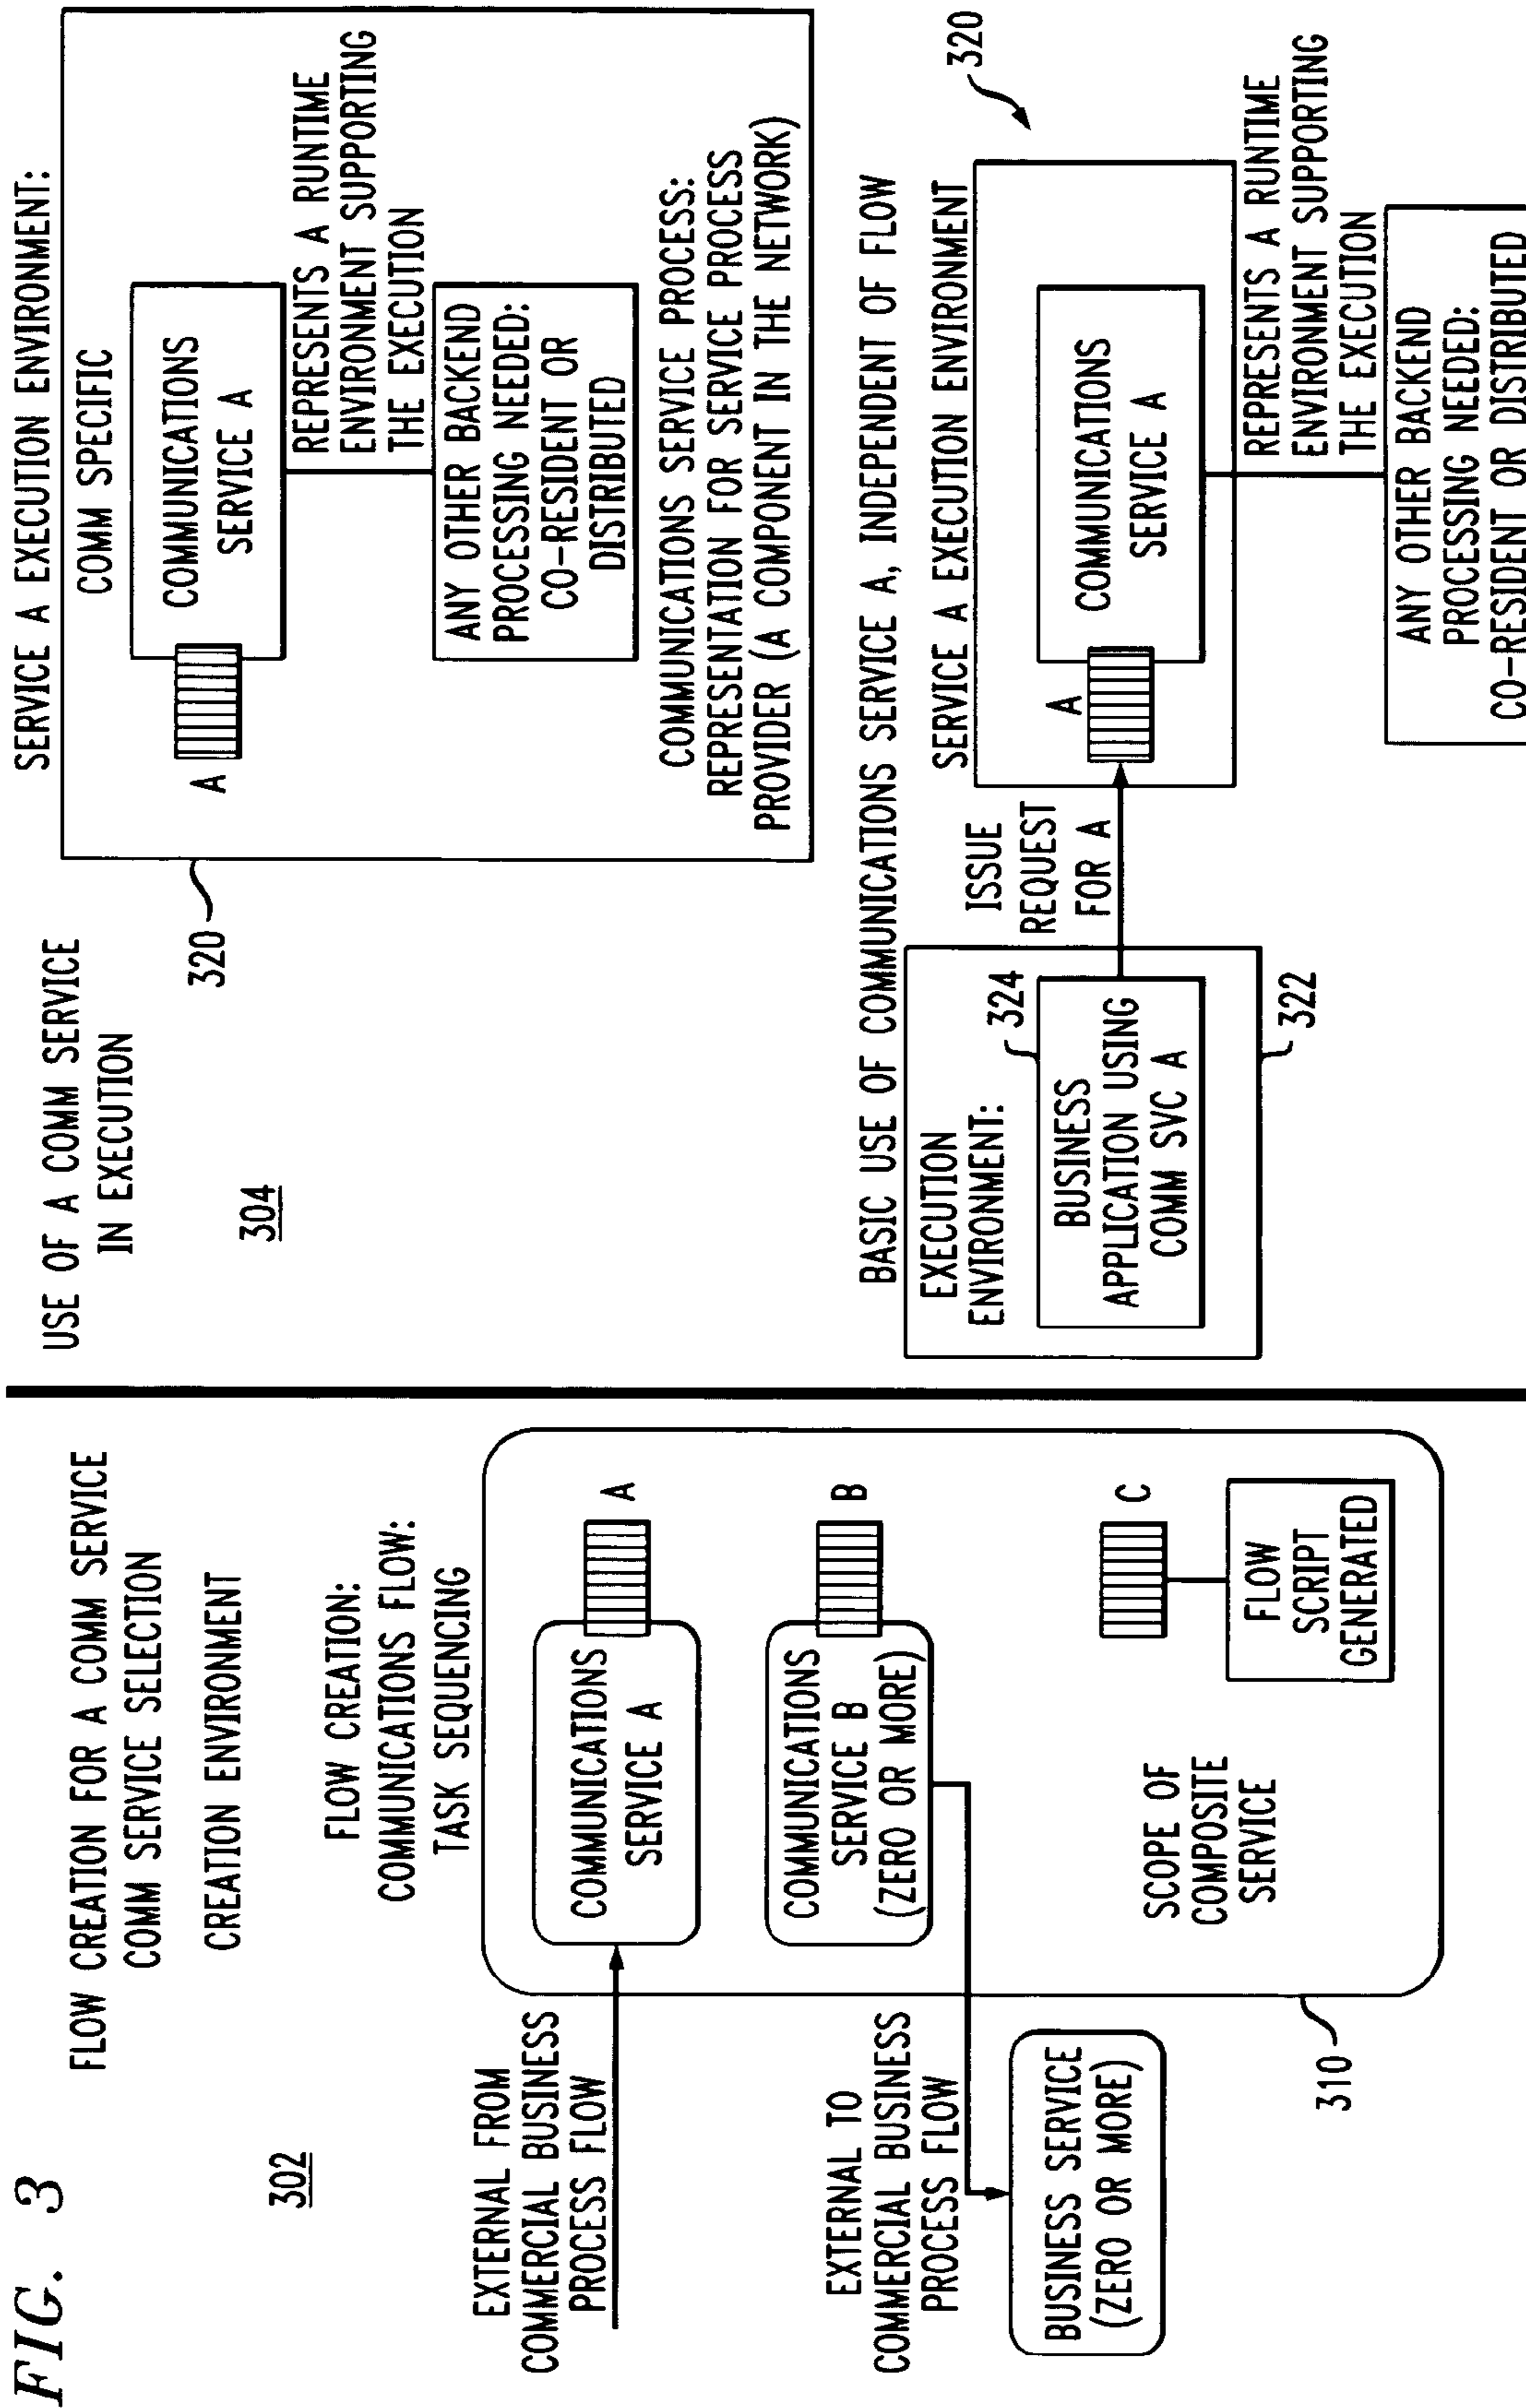 FIG. 3
FLOW CREATION FOR A COMM SERVICE
COMM SERVICE SELECTION
CREATION ENVIRONMENT
302
FLOW CREATION:
COMMUNICATIONS FLOW:
TASK SEQUENCING
EXTERNAL FROM
COMMERCIAL BUSINESS
PROCESS FLOW
COMMUNICATIONS
SERVICE A
A
EXTERNAL TO
COMMERCIAL BUSINESS
PROCESS FLOW
COMMUNICATIONS
SERVICE B
(ZERO OR MORE)
B
BUSINESS SERVICE
(ZERO OR MORE)
SCOPE OF
COMPOSITE
SERVICE
C
FLOW
SCRIPT
GENERATED
310
USE OF A COMM SERVICE
IN EXECUTION
304
SERVICE A EXECUTION ENVIRONMENT:
COMM SPECIFIC
A
COMMUNICATIONS
SERVICE A
REPRESENTS A RUNTIME
ENVIRONMENT SUPPORTING
THE EXECUTION
ANY OTHER BACKEND
PROCESSING NEEDED:
CO-RESIDENT OR
DISTRIBUTED
COMMUNICATIONS SERVICE PROCESS:
REPRESENTATION FOR SERVICE PROCESS
PROVIDER (A COMPONENT IN THE NETWORK)
320
BASIC USE OF COMMUNICATIONS SERVICE A, INDEPENDENT OF FLOW
EXECUTION
ENVIRONMENT:
324
BUSINESS
APPLICATION USING
COMM SVC A
322
ISSUE
REQUEST
FOR A
SERVICE A EXECUTION ENVIRONMENT
320
A
COMMUNICATIONS
SERVICE A
REPRESENTS A RUNTIME
ENVIRONMENT SUPPORTING
THE EXECUTION
ANY OTHER BACKEND
PROCESSING NEEDED:
CO-RESIDENT OR DISTRIBUTED